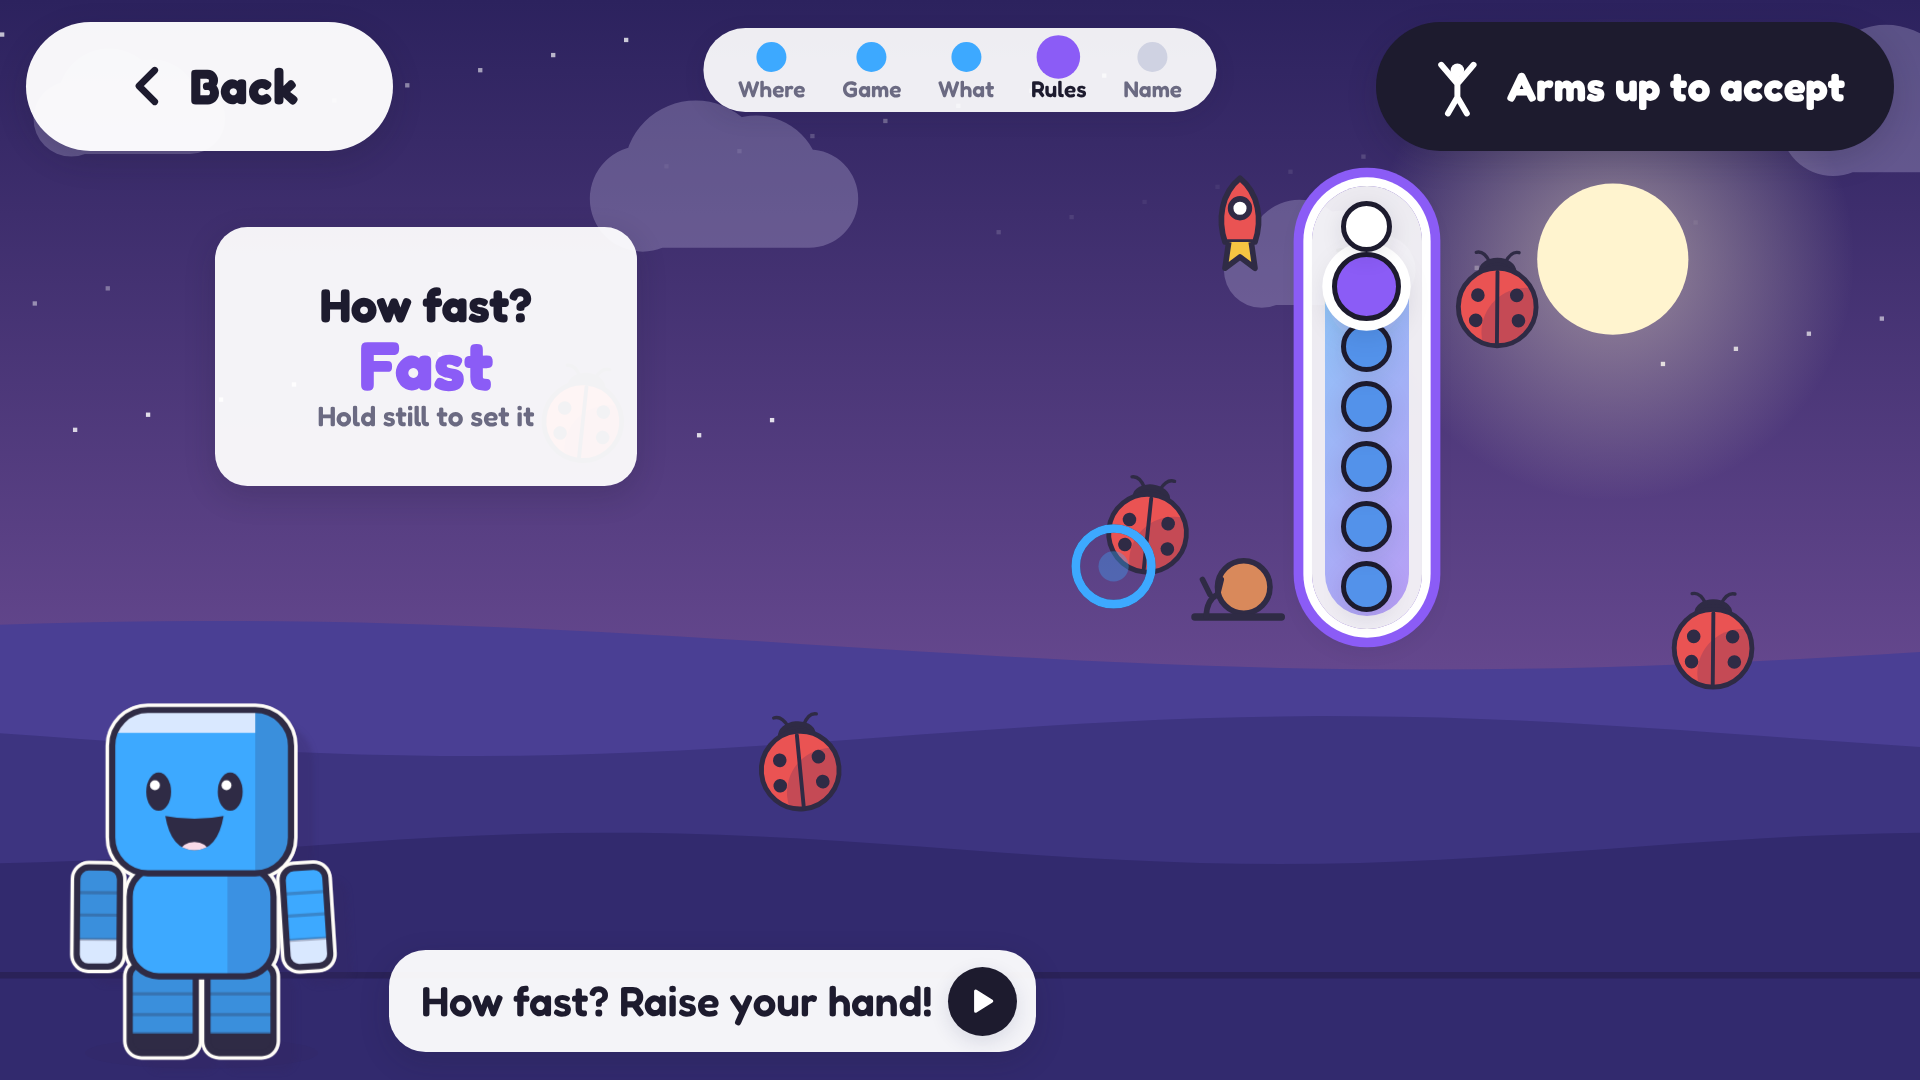 Back
Where
Game
What
Rules
Name
Arms up to accept
How fast?
Fast
Hold still to set it
How fast? Raise your hand!